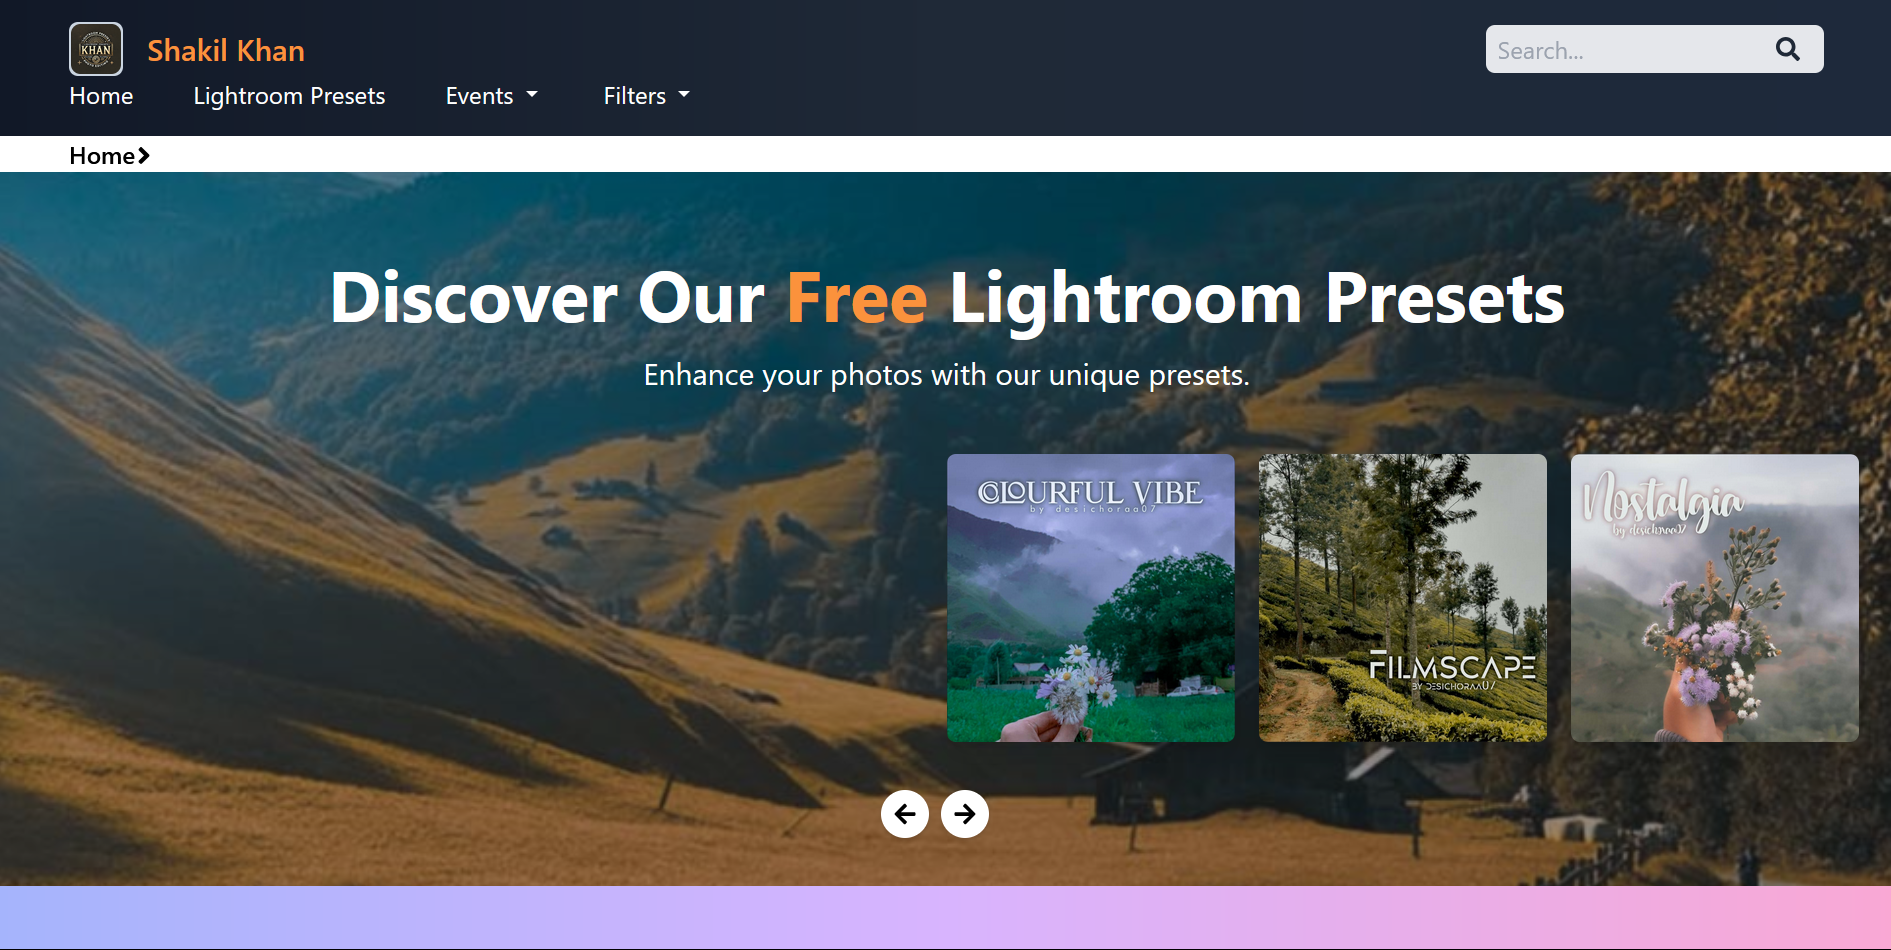 KHAN
Shakil Khan
Search...
Home
Lightroom Presets
Events
Filters
Home
Discover Our Free Lightroom Presets
Enhance your photos with our unique presets.
COLOURFUL VIBE
by desichoraa07
FILMSCAPE
BY DESICHORAA07
Nostalgia
by desichoraa07